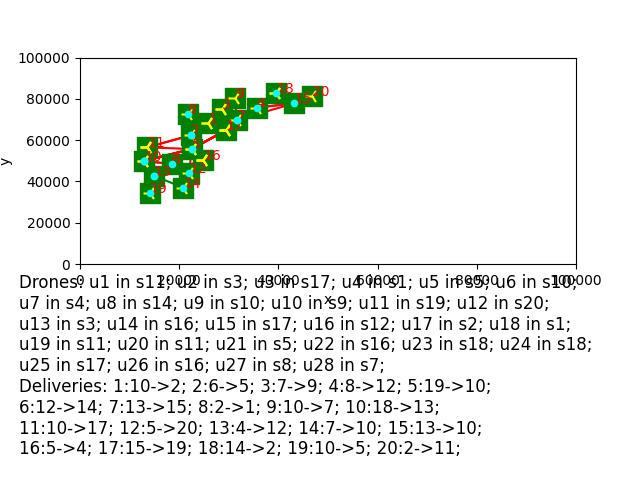 100000
80000
60000
40000
20000
0
y
0 20000 40000 60000 80000 100000
x
Drones: u1 in s11; u2 in s3; u3 in s17; u4 in s1; u5 in s5; u6 in s10;
u7 in s4; u8 in s14; u9 in s10; u10 in s9; u11 in s19; u12 in s20;
u13 in s3; u14 in s16; u15 in s17; u16 in s12; u17 in s2; u18 in s1;
u19 in s11; u20 in s11; u21 in s5; u22 in s16; u23 in s18; u24 in s18;
u25 in s17; u26 in s16; u27 in s8; u28 in s7;
Deliveries: 1:10->2; 2:6->5; 3:7->9; 4:8->12; 5:19->10;
6:12->14; 7:13->15; 8:2->1; 9:10->7; 10:18->13;
11:10->17; 12:5->20; 13:4->12; 14:7->10; 15:13->10;
16:5->4; 17:15->19; 18:14->2; 19:10->5; 20:2->11;